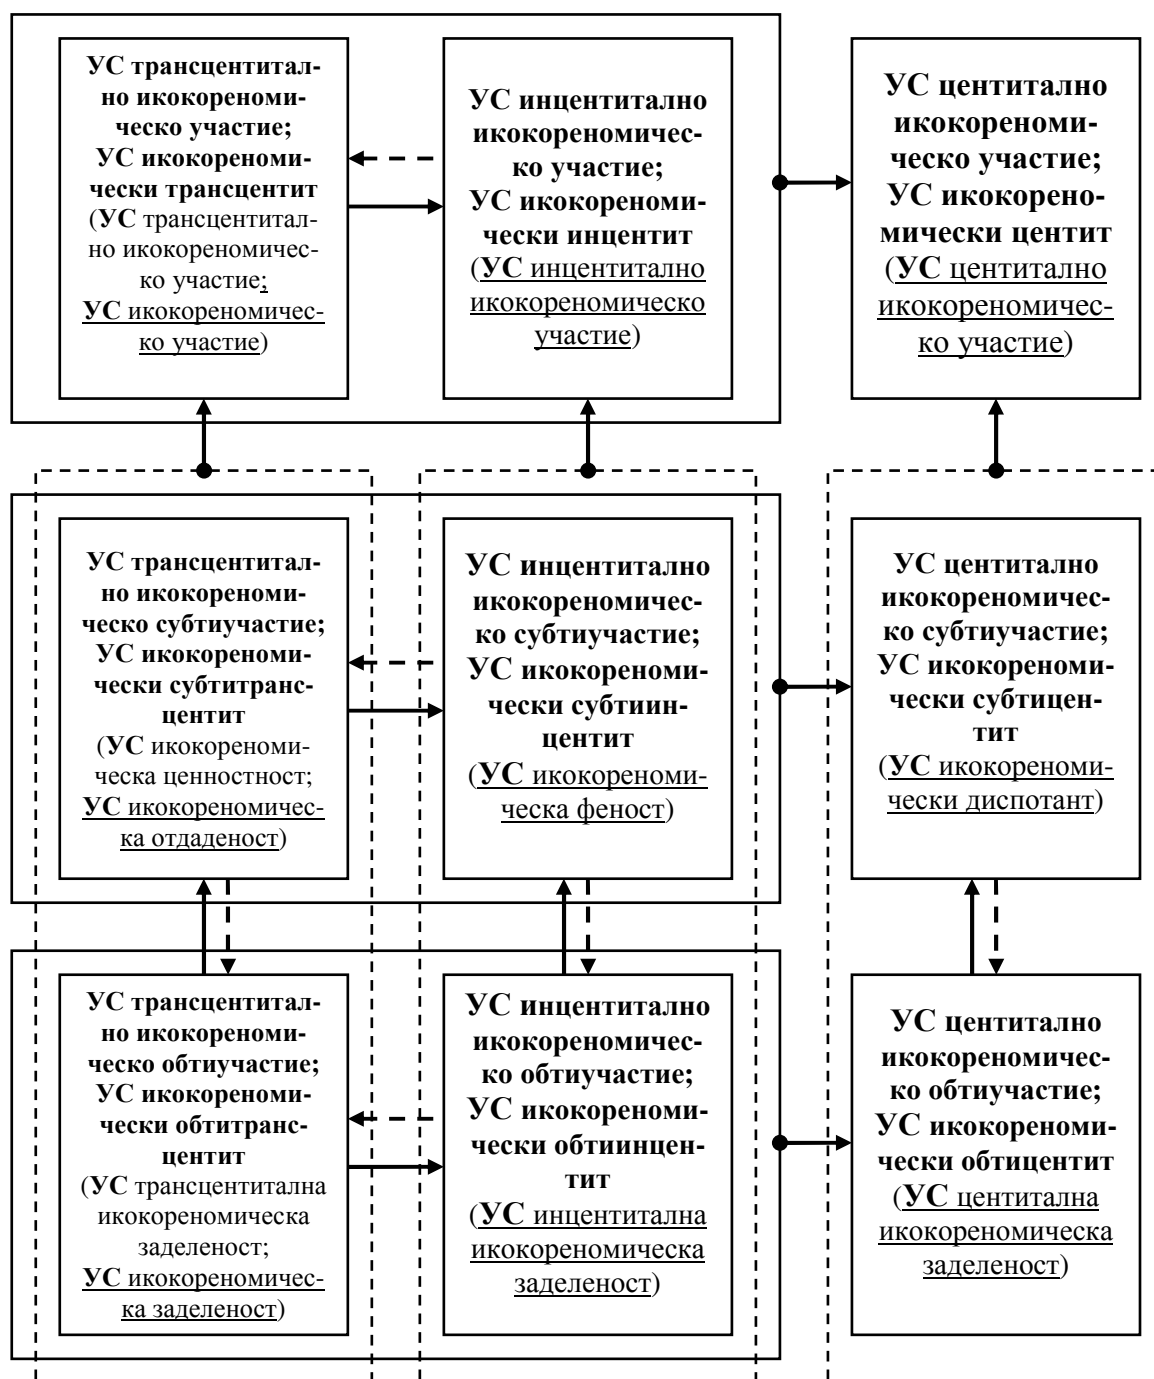 УС трансцентитал-
но икокореноми-
ческо участие;
УС икокореноми-
чески трансцентит
(УС трансцентитал-
но икокореномичес-
ко участие;
УС икокореномичес-
ко участие)
УС инцентитално
икокореномичес-
ко участие;
УС икокореноми-
чески инцентит
(УС инцентитално
икокореномическо
участие)
УС центитално
икокореноми-
ческо участие;
УС икокорено-
мически центит
(УС центитално
икокореномичес-
ко участие)
УС трансцентитал-
но икокореноми-
ческо субтиучастие;
УС икокореноми-
чески субтитранс-
центит
(УС икокореноми-
ческа ценностност;
УС икокореномичес-
ка отдаденост)
УС инцентитално
икокореномичес-
ко субтиучастие;
УС икокореноми-
чески субтиин-
центит
(УС икокореноми-
ческа феност)
УС центитално
икокореномичес-
ко субтиучастие;
УС икокореноми-
чески субтицен-
тит
(УС икокореноми-
чески диспотант)
УС трансцентитал-
но икокореноми-
ческо обтиучастие;
УС икокореноми-
чески обтитранс-
центит
(УС трансцентитална
икокореномическа
заделеност;
УС икокореномичес-
ка заделеност)
УС инцентитално
икокореномичес-
ко обтиучастие;
УС икокореноми-
чески обтиинцен-
тит
(УС инцентитална
икокореномическа
заделеност)
УС центитално
икокореномичес-
ко обтиучастие;
УС икокореноми-
чески обтицентит
(УС центитална
икокореномическа
заделеност)